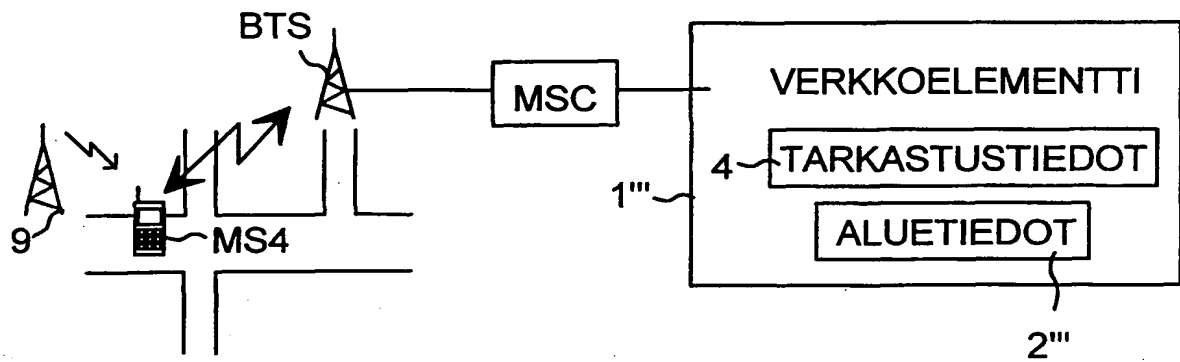 BTS
MSC
VERKKOELEMENTTI
4
TARKASTUSTIEDOT
1'''
9
MS4
ALUETIEDOT
2'''